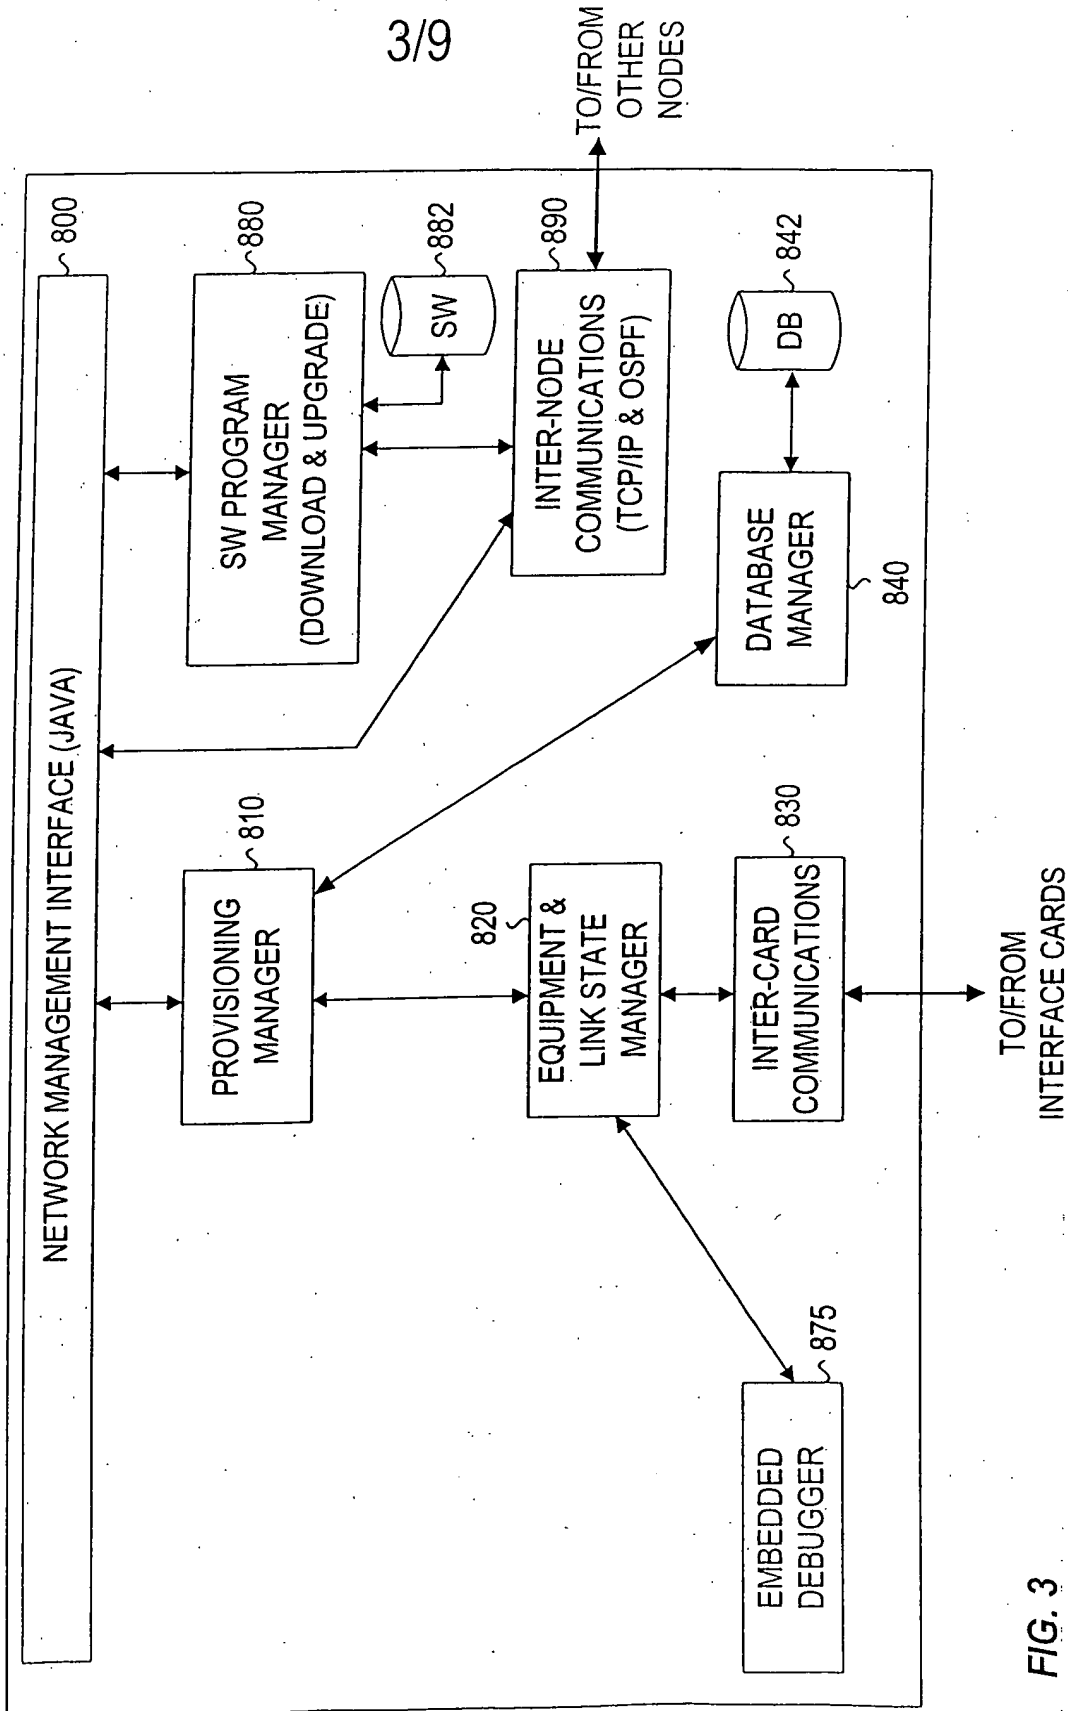 3/9
NETWORK MANAGEMENT INTERFACE (JAVA)
800
PROVISIONING
MANAGER
810
SW PROGRAM
MANAGER
(DOWNLOAD & UPGRADE)
880
SW
882
EQUIPMENT &
LINK STATE
MANAGER
820
INTER-NODE
COMMUNICATIONS
(TCP/IP & OSPF)
890
TO/FROM
OTHER
NODES
EMBEDDED
DEBUGGER
875
INTER-CARD
COMMUNICATIONS
830
DATABASE
MANAGER
840
DB
842
TO/FROM
INTERFACE CARDS
FIG. 3